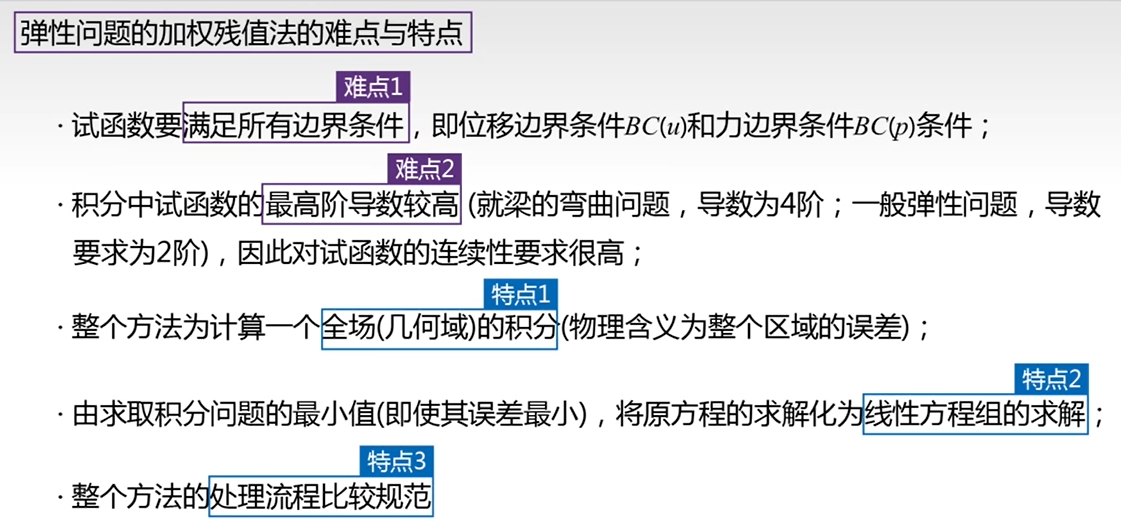 弹性问题的加权残值法的难点与特点
难点1
· 试函数要满足所有边界条件，即位移边界条件BC(u)和力边界条件BC(p)条件；
难点2
· 积分中试函数的最高阶导数较高 (就梁的弯曲问题，导数为4阶；一般弹性问题，导数
要求为2阶)，因此对试函数的连续性要求很高；
特点1
· 整个方法为计算一个全场(几何域)的积分(物理含义为整个区域的误差)；
特点2
· 由求取积分问题的最小值(即使其误差最小)，将原方程的求解化为线性方程组的求解；
特点3
· 整个方法的处理流程比较规范